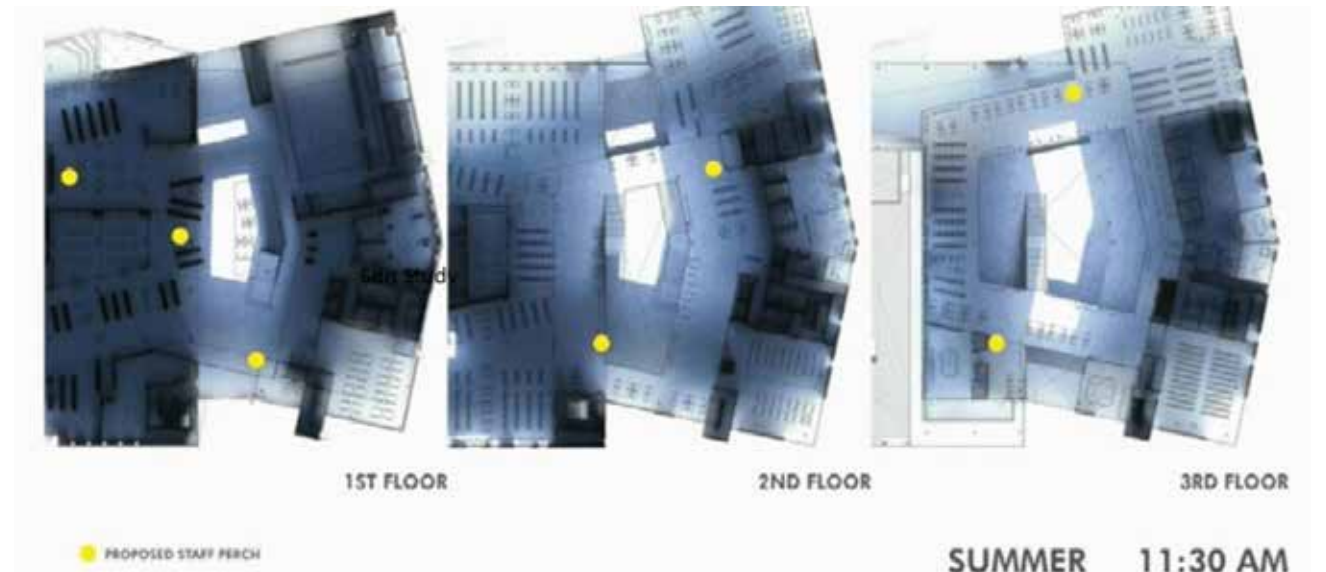 Sun Study
1ST FLOOR
2ND FLOOR
3RD FLOOR
PROPOSED STAFF PERCH
SUMMER 11:30 AM